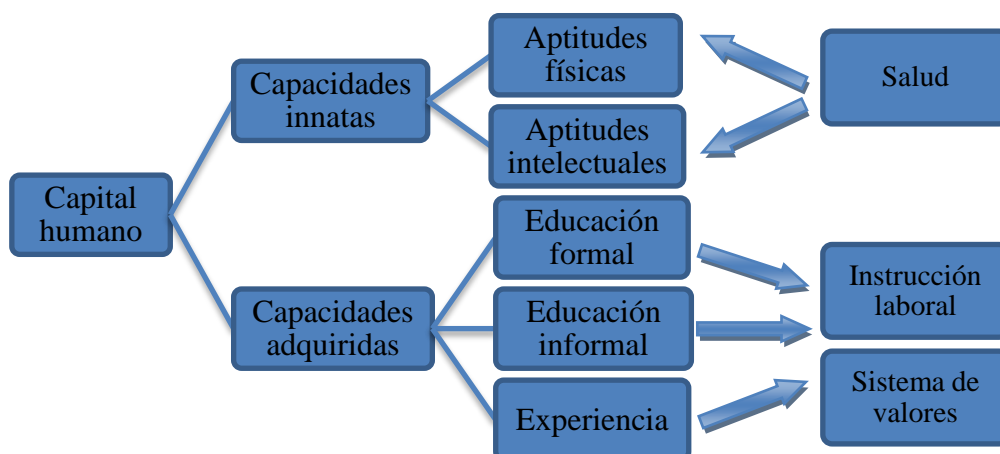 Capital
humano
Capacidades
innatas
Capacidades
adquiridas
Aptitudes
físicas
Aptitudes
intelectuales
Educación
formal
Educación
informal
Experiencia
Salud
Instrucción
laboral
Sistema de
valores